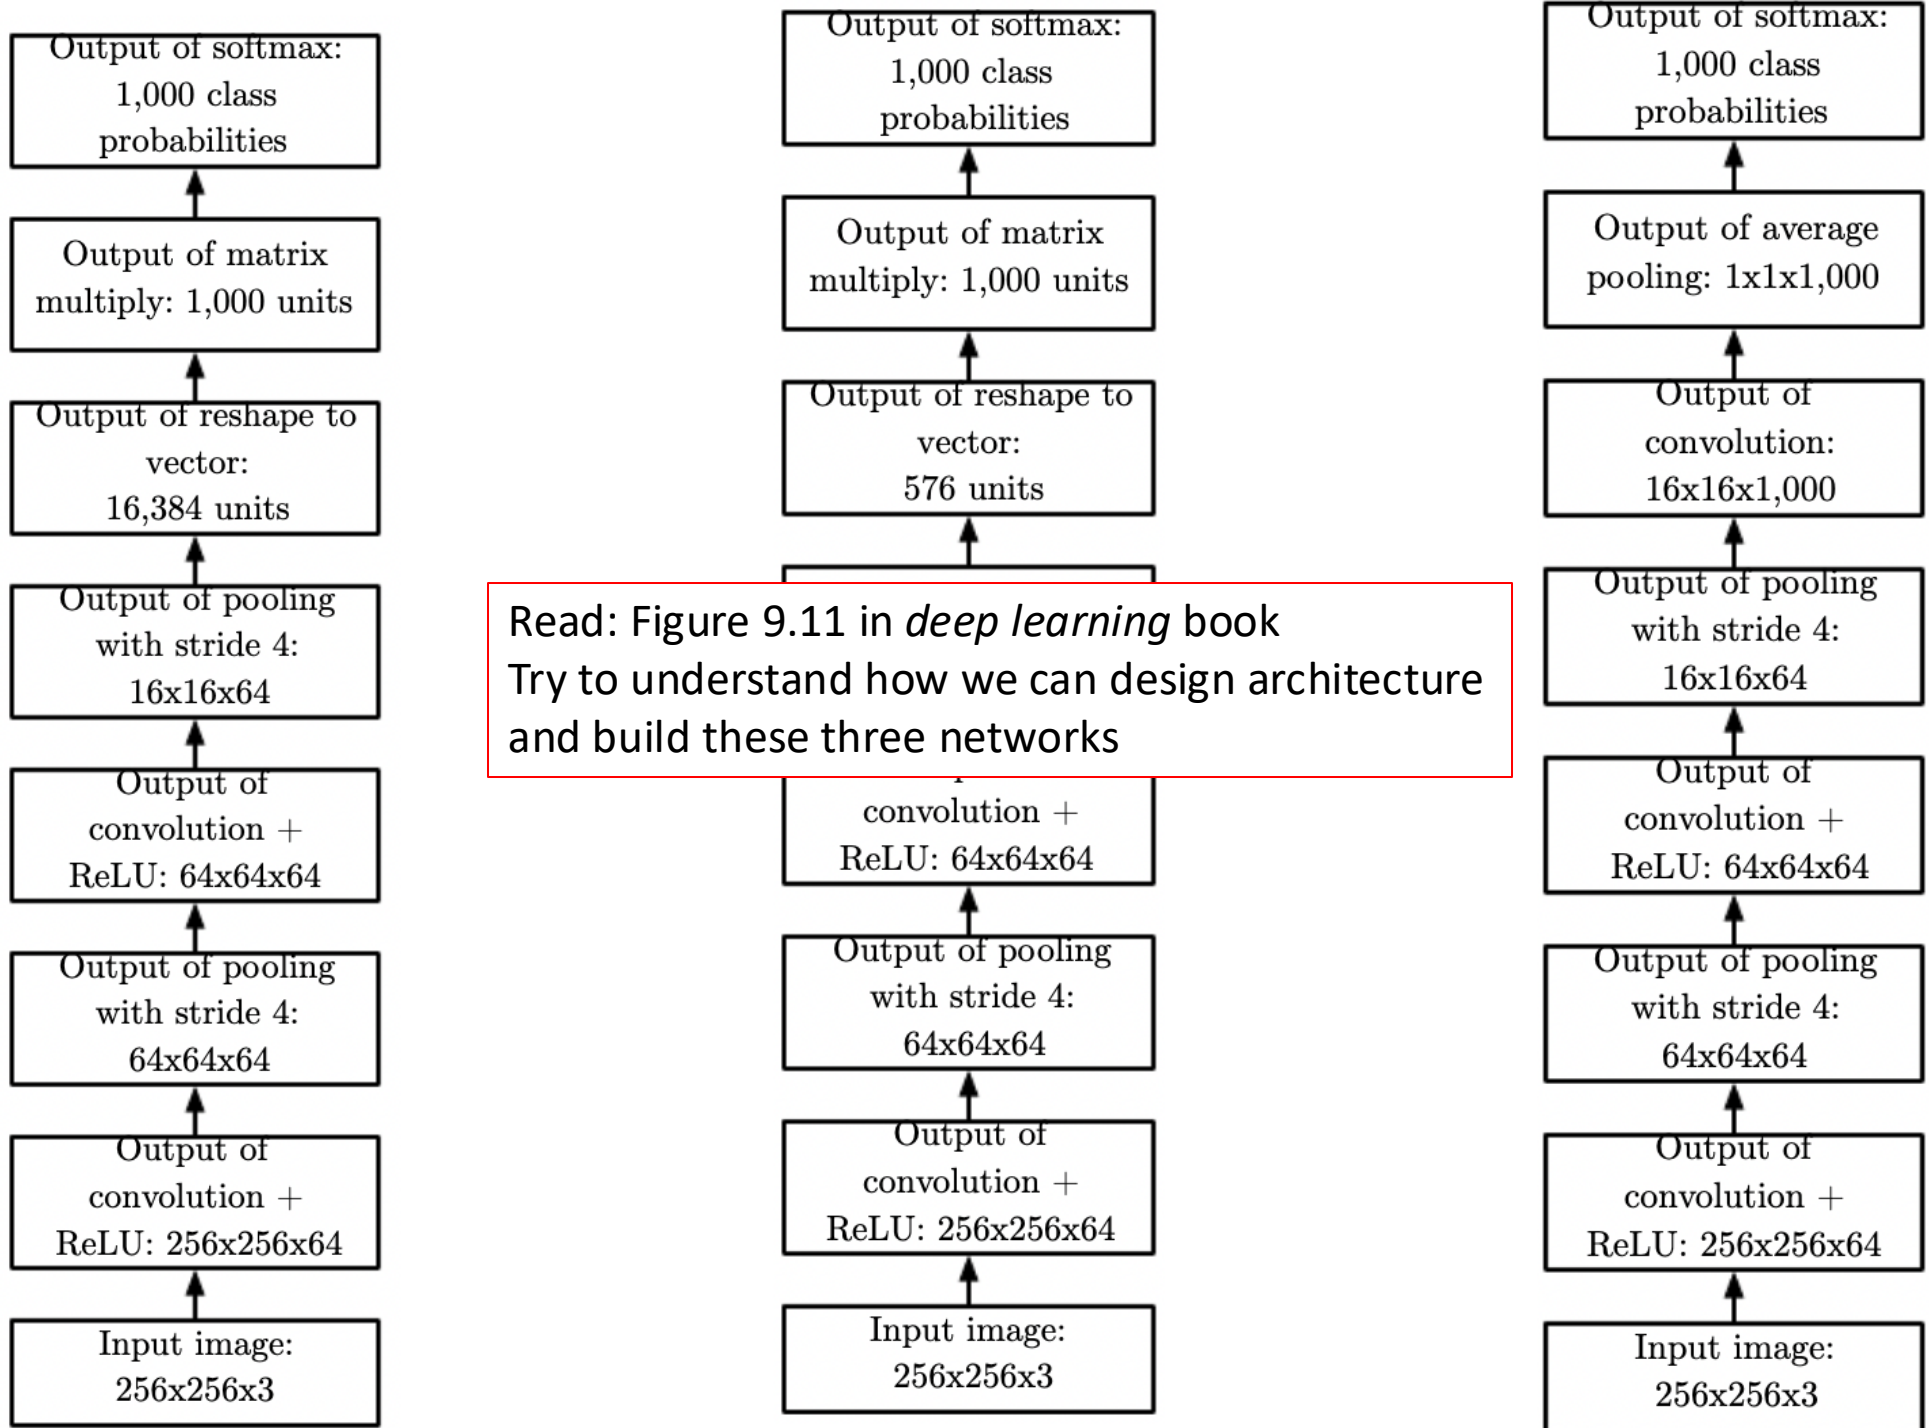 Output of softmax:
1,000 class
probabilities
Output of matrix
multiply: 1,000 units
Output of reshape to
vector:
16,384 units
Output of pooling
with stride 4:
16x16x64
Output of
convolution +
ReLU: 64x64x64
Output of pooling
with stride 4:
64x64x64
Output of
convolution +
ReLU: 256x256x64
Input image:
256x256x3
Output of softmax:
1,000 class
probabilities
Output of matrix
multiply: 1,000 units
Output of reshape to
vector:
576 units
Read: Figure 9.11 in deep learning book
Try to understand how we can design architecture
and build these three networks
convolution +
ReLU: 64x64x64
Output of pooling
with stride 4:
64x64x64
Output of
convolution +
ReLU: 256x256x64
Input image:
256x256x3
Output of softmax:
1,000 class
probabilities
Output of average
pooling: 1x1x1,000
Output of
convolution:
16x16x1,000
Output of pooling
with stride 4:
16x16x64
Output of
convolution +
ReLU: 64x64x64
Output of pooling
with stride 4:
64x64x64
Output of
convolution +
ReLU: 256x256x64
Input image:
256x256x3